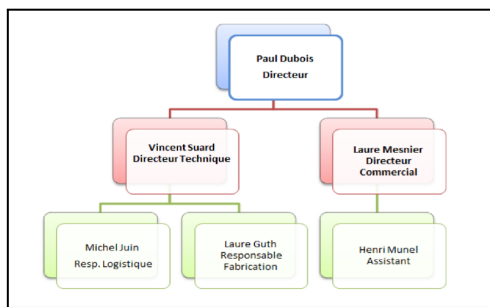 Paul Dubois
Directeur
Vincent Suard
Directeur Technique
Laure Mesnier
Directeur
Commercial
Michel Juin
Resp. Logistique
Laure Guth
Responsable
Fabrication
Henri Munel
Assistant